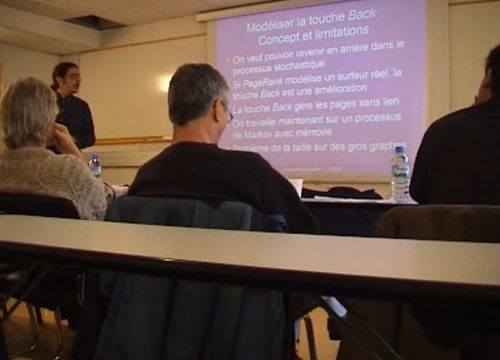 Modéliser la touche Back :
Concept et limitations
On veut pouvoir revenir en arrière dans le
processus stochastique
Si PageRank modélise un surfeur réel, la
touche Back est une amélioration
La touche Back gère les pages sans lien
On travaille maintenant sur un processus
de Markov avec mémoire
Problème de la taille sur des gros graph